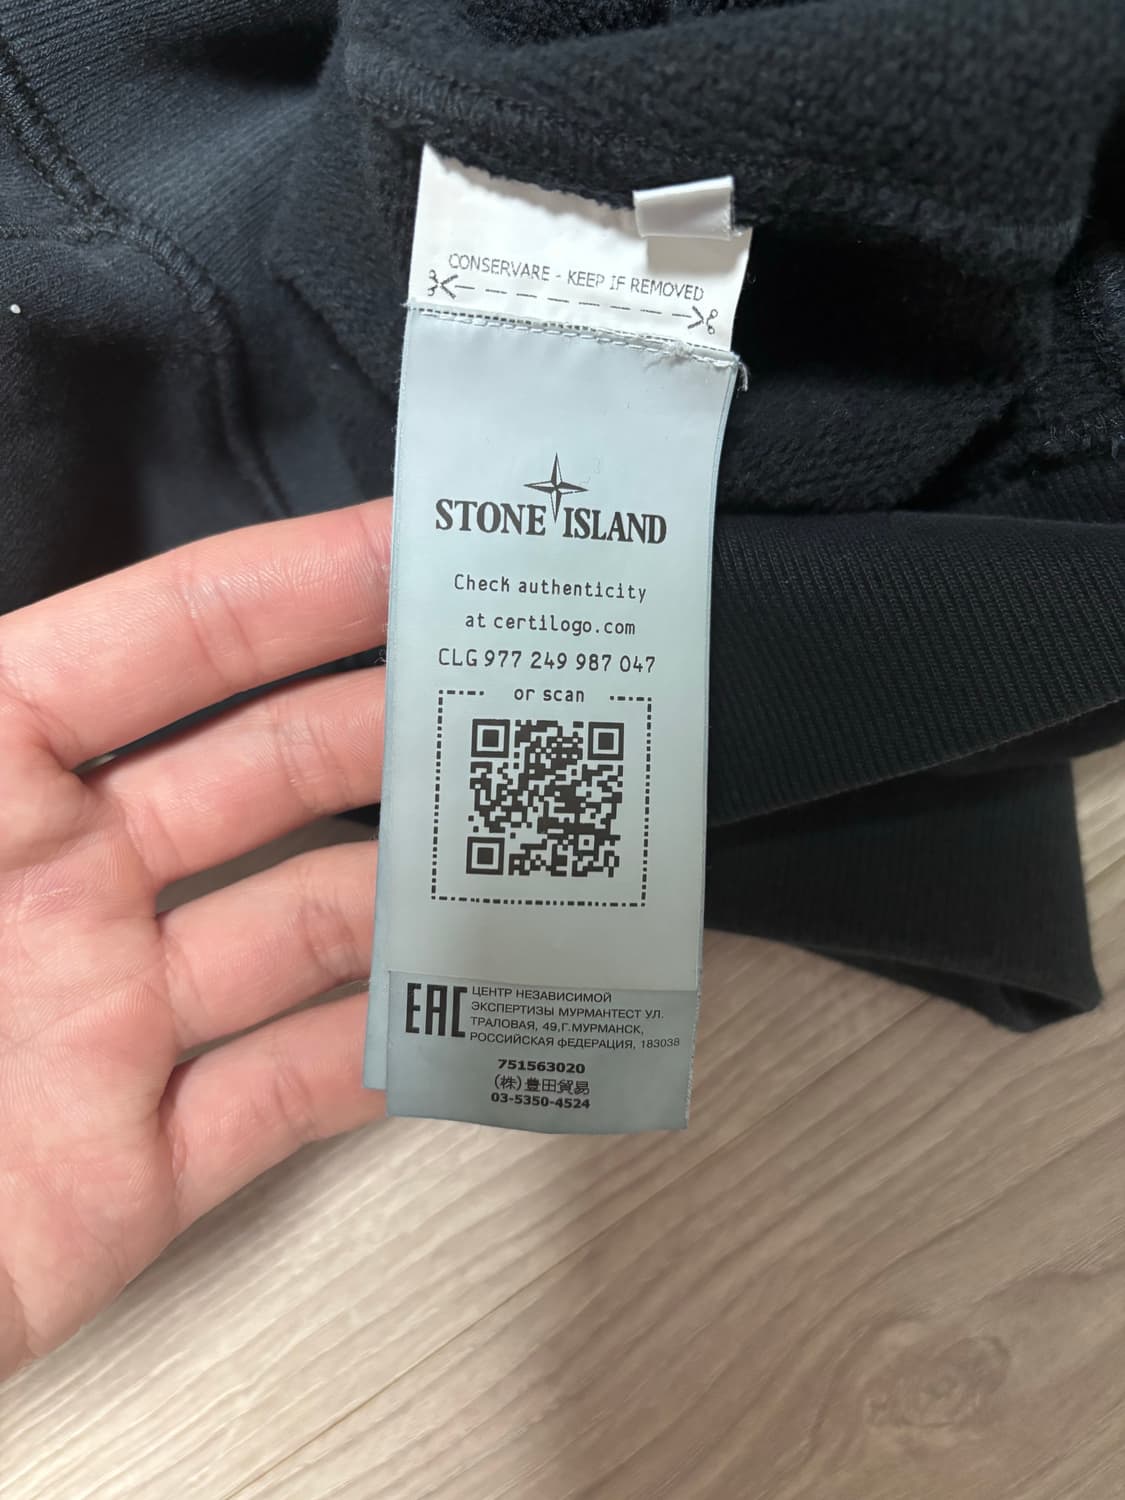 CONSERVARE - KEEP IF REMOVED
STONE ISLAND
Check authenticity
at certilogo.com
CLG 977 249 987 047
or scan
EAC
ЦЕНТР НЕЗАВИСИМОЙ
ЭКСПЕРТИЗЫ МУРМАНТЕСТ УЛ.
ТРАЛОВАЯ, 49,Г.МУРМАНСК,
РОССИЙСКАЯ ФЕДЕРАЦИЯ, 183038
751563020
(株)豊田貿易
03-5350-4524